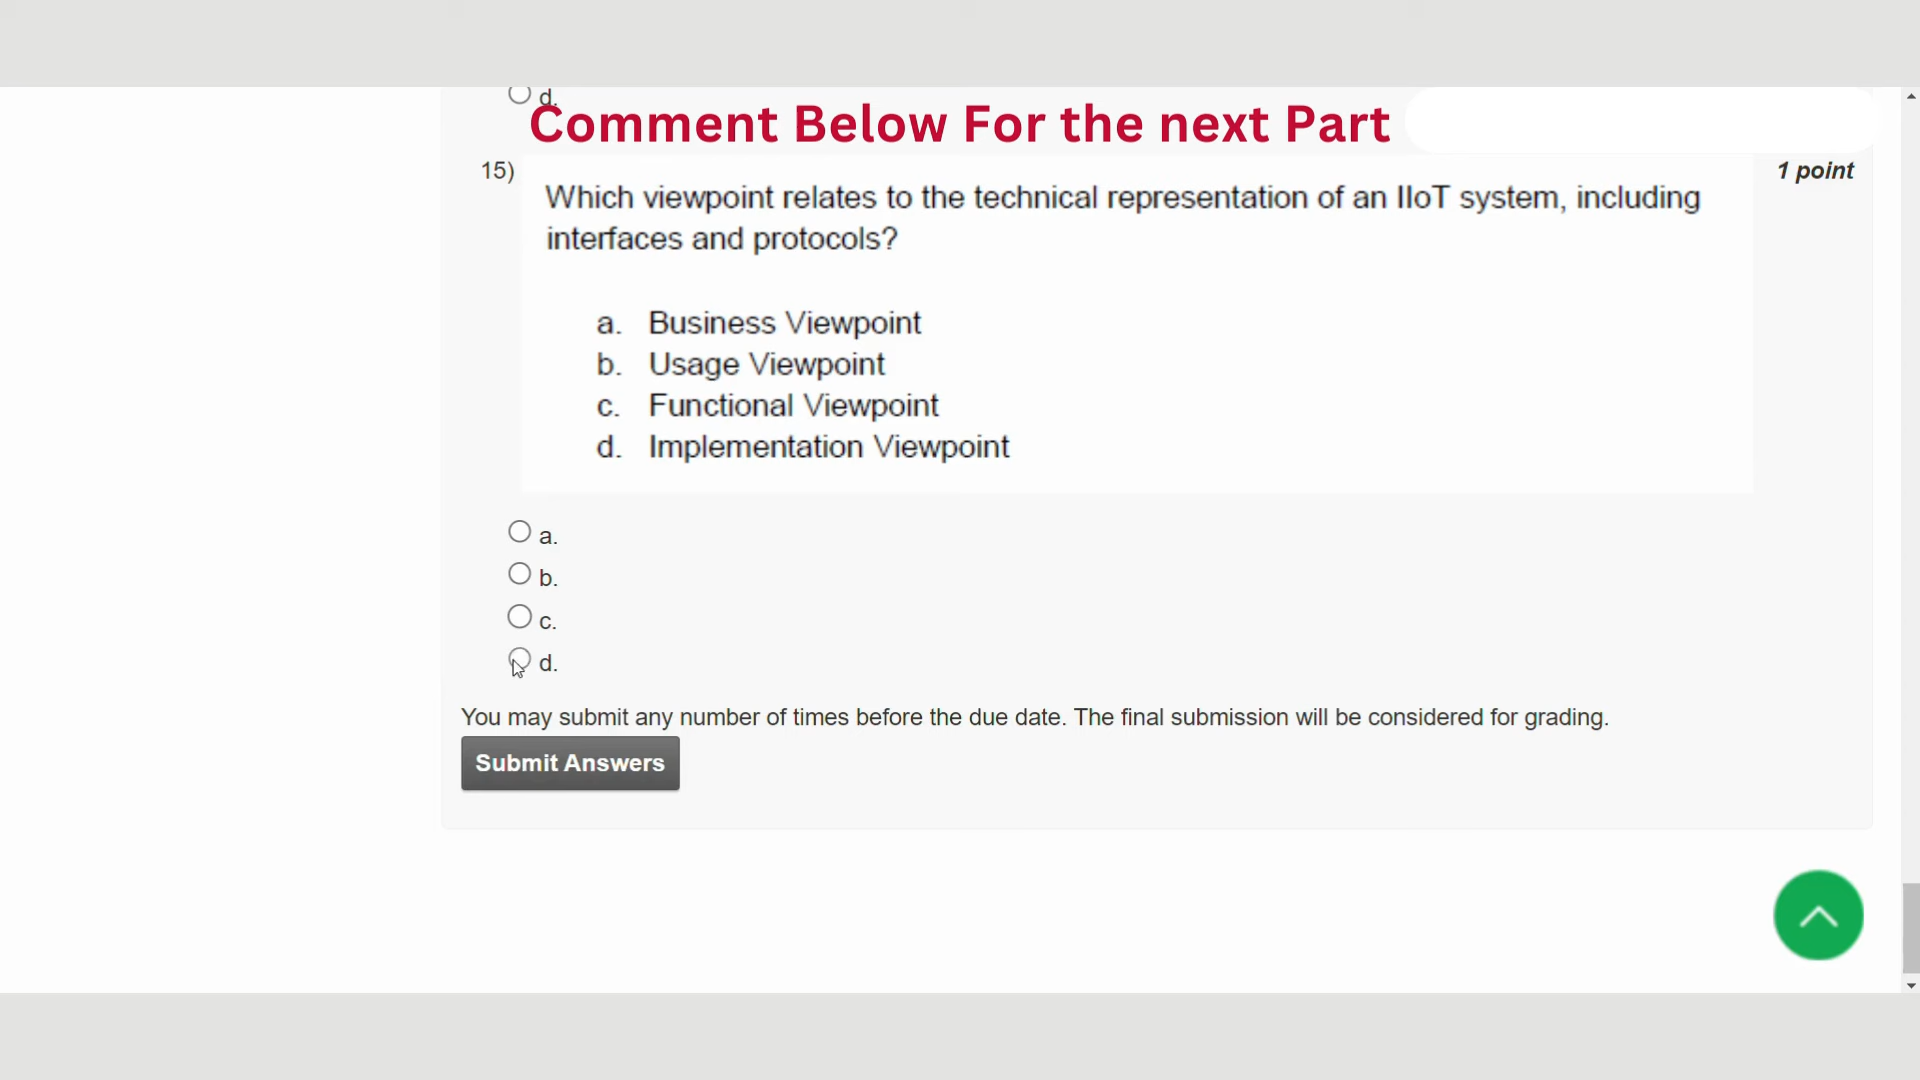 d.
Comment Below For the next Part
15)
1 point
Which viewpoint relates to the technical representation of an IIoT system, including
interfaces and protocols?
a. Business Viewpoint
b. Usage Viewpoint
c. Functional Viewpoint
d. Implementation Viewpoint
a.
b.
c.
d.
You may submit any number of times before the due date. The final submission will be considered for grading.
Submit Answers